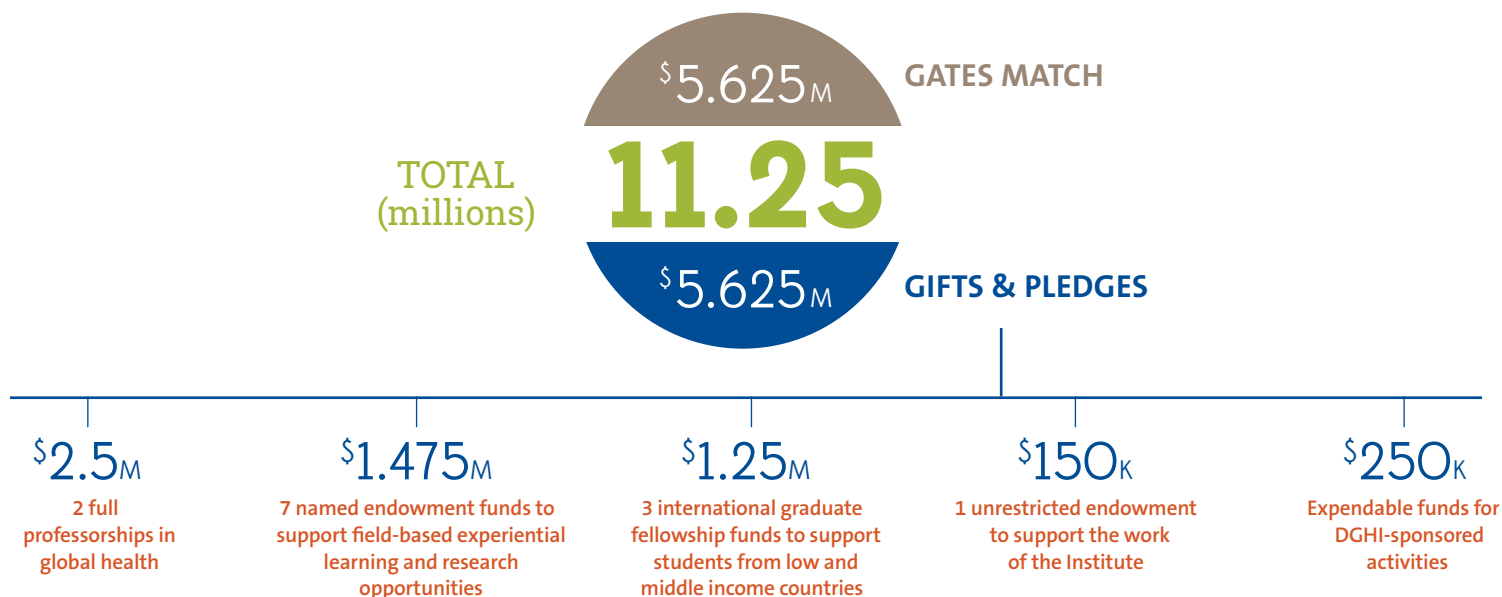 $5.625M
GATES MATCH
TOTAL
(millions)
11.25
$5.625M
GIFTS & PLEDGES
$2.5M
2 full
professorships in
global health
$1.475M
7 named endowment funds to
support field-based experiential
learning and research
opportunities
$1.25M
3 international graduate
fellowship funds to support
students from low and
middle income countries
$150K
1 unrestricted endowment
to support the work
of the Institute
$250K
Expendable funds for
DGHI-sponsored
activities